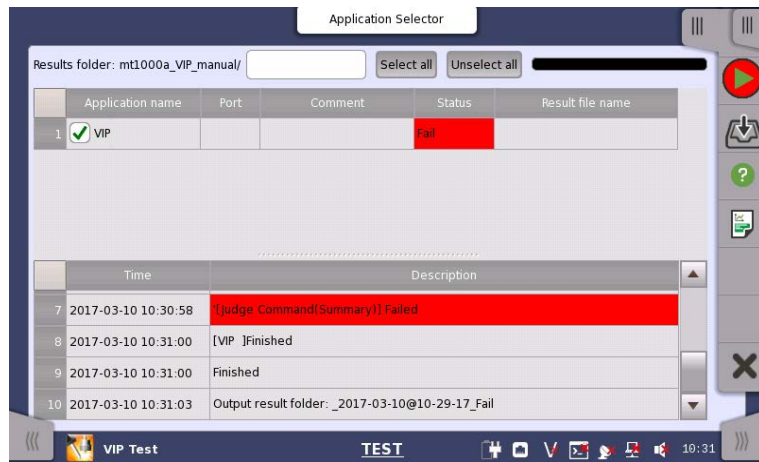 Application Selector
Results folder: mt1000a_VIP_manual/ Select all Unselect all
Application name Port Comment Status Result file name
1 VIP Fail
Time Description
7 2017-03-10 10:30:58 '[Judge Command(Summary)] Failed
8 2017-03-10 10:31:00 [VIP ]Finished
9 2017-03-10 10:31:00 Finished
10 2017-03-10 10:31:03 Output result folder: _2017-03-10@10-29-17_Fail
VIP Test TEST 10:31